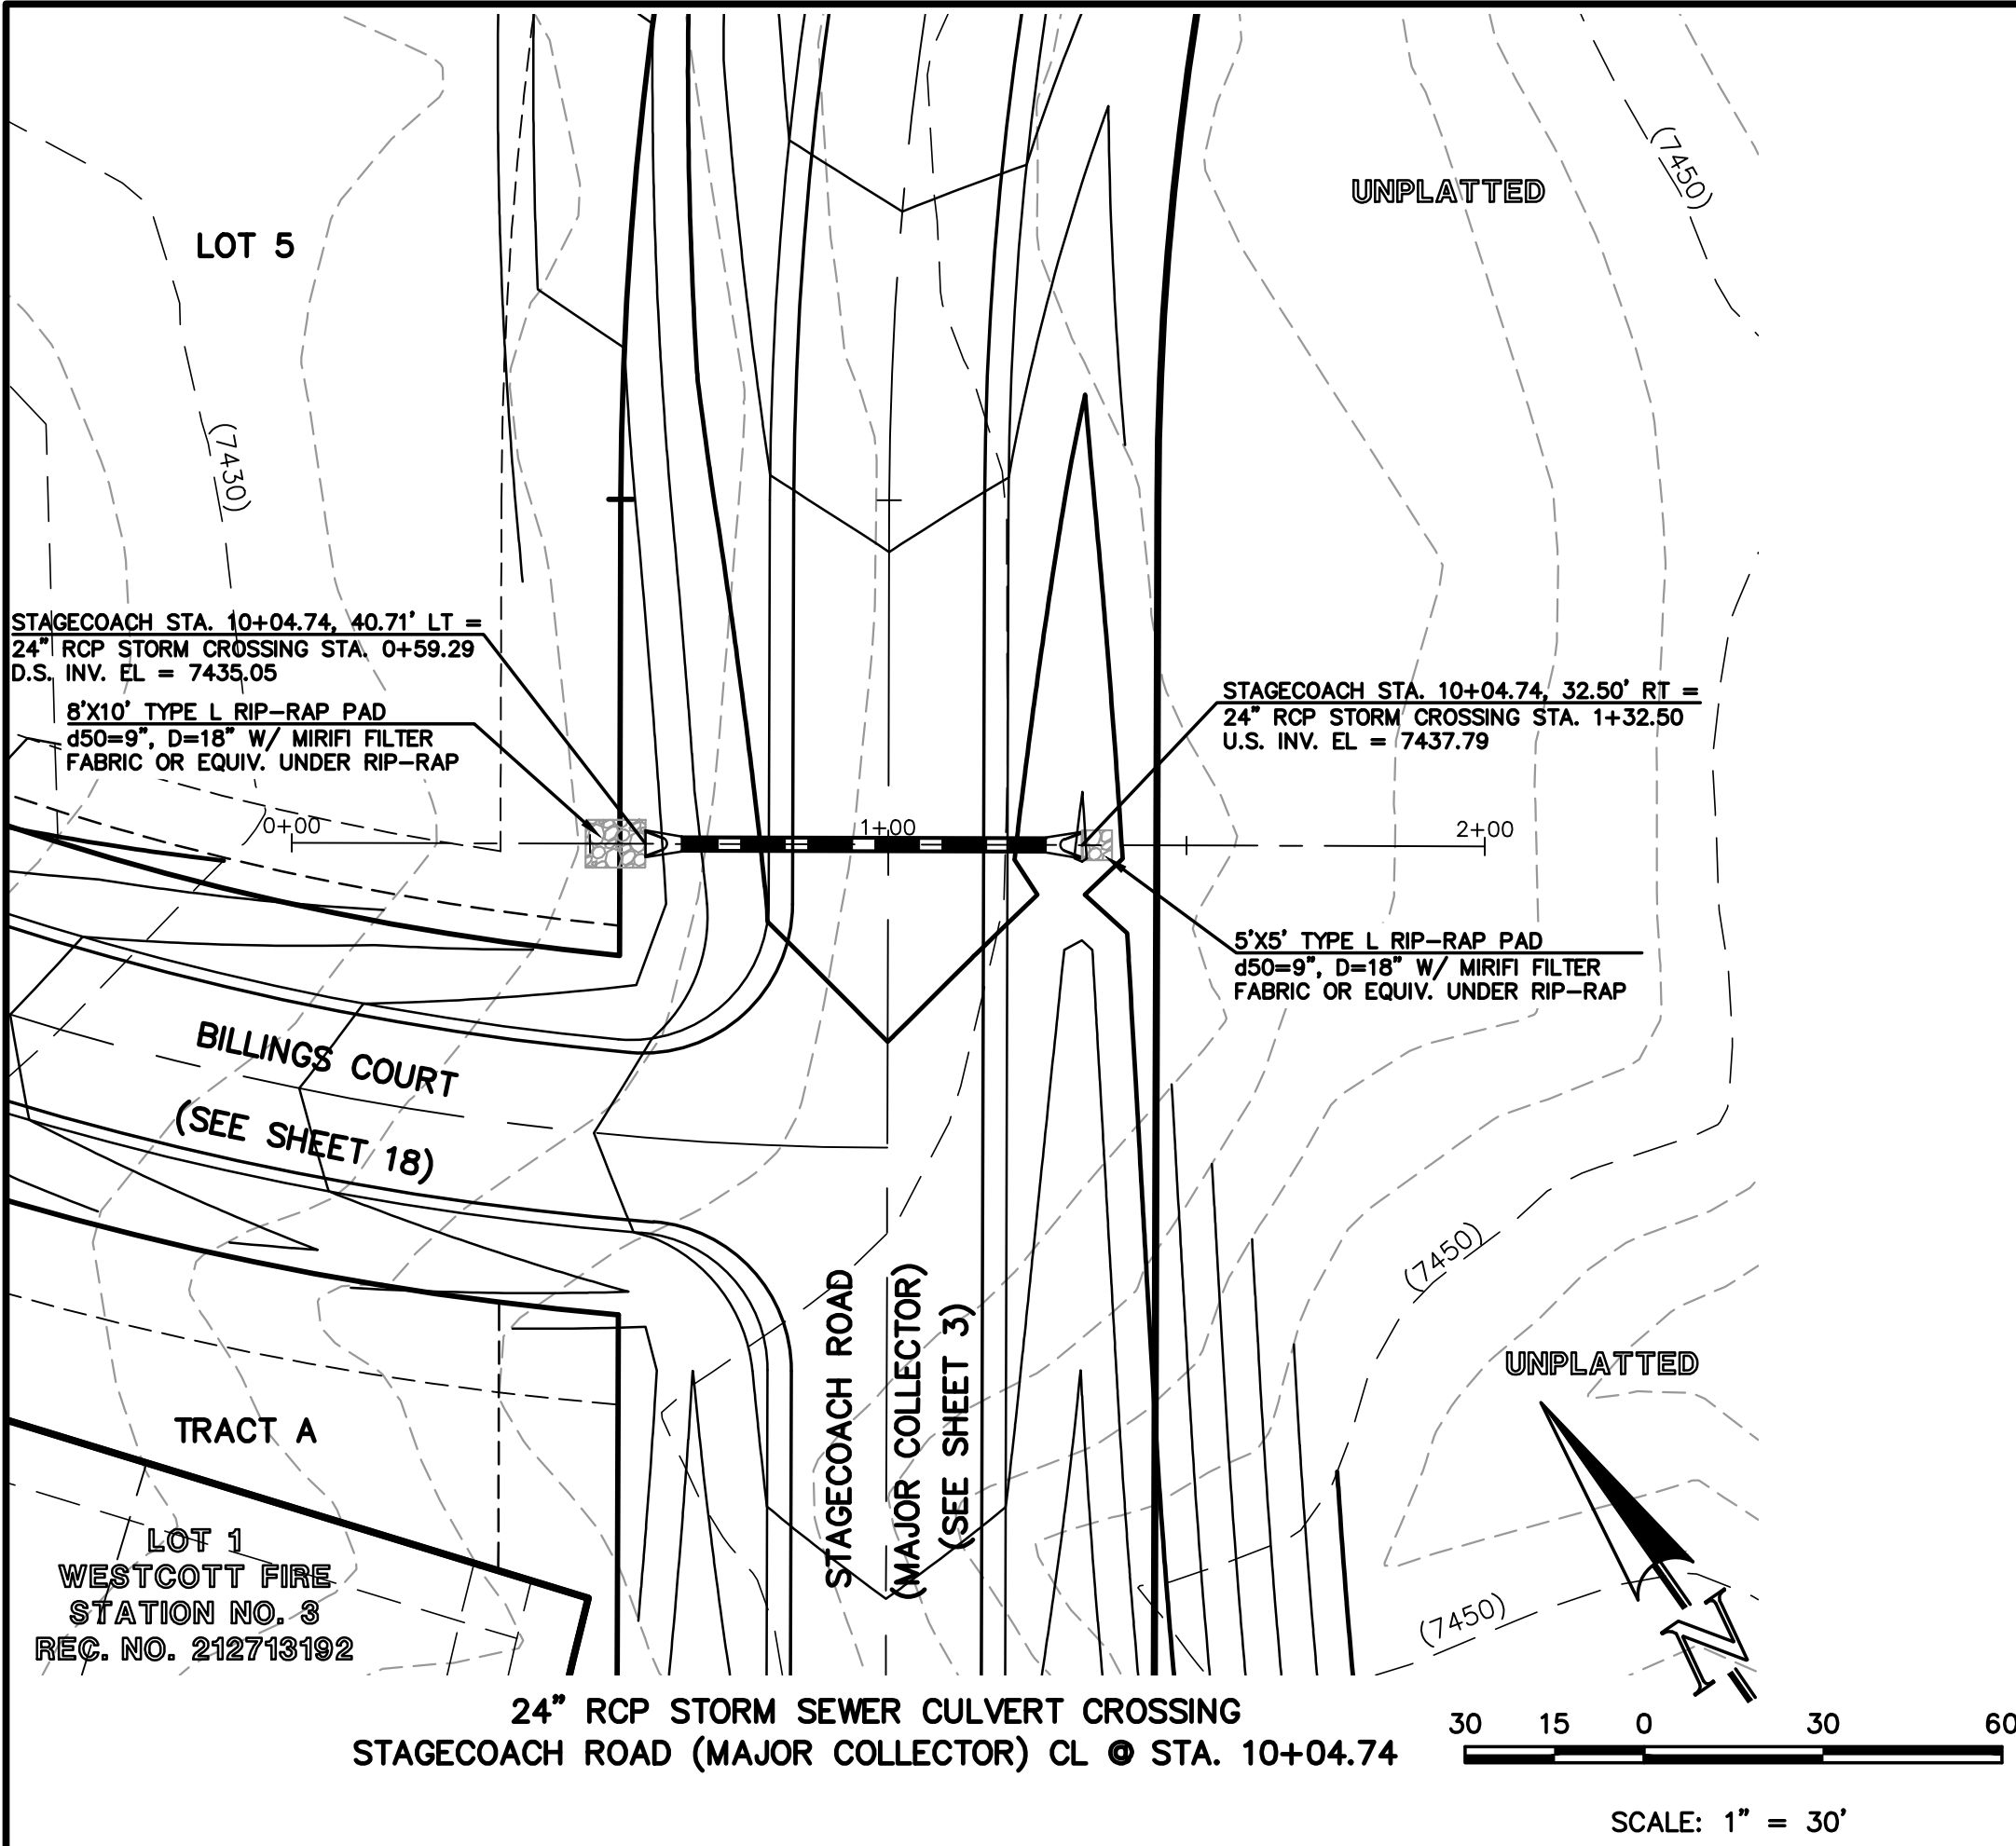 UNPLATTED
(7450)
LOT 5
(7430)
STAGECOACH STA. 10+04.74, 40.71' LT =
24" RCP STORM CROSSING STA. 0+59.29
D.S. INV. EL = 7435.05
8'X10' TYPE L RIP-RAP PAD
d50=9", D=18" W/ MIRIFI FILTER
FABRIC OR EQUIV. UNDER RIP-RAP
STAGECOACH STA. 10+04.74, 32.50' RT =
24" RCP STORM CROSSING STA. 1+32.50
U.S. INV. EL = 7437.79
0+00
1+00
2+00
5'X5' TYPE L RIP-RAP PAD
d50=9", D=18" W/ MIRIFI FILTER
FABRIC OR EQUIV. UNDER RIP-RAP
BILLINGS COURT
(SEE SHEET 18)
STAGECOACH ROAD
(MAJOR COLLECTOR)
(SEE SHEET 3)
(7450)
UNPLATTED
TRACT A
LOT 1
WESTCOTT FIRE
STATION NO. 3
REC. NO. 212713192
(7450)
N
24" RCP STORM SEWER CULVERT CROSSING
STAGECOACH ROAD (MAJOR COLLECTOR) CL @ STA. 10+04.74
30 15 0 30 60
SCALE: 1" = 30'